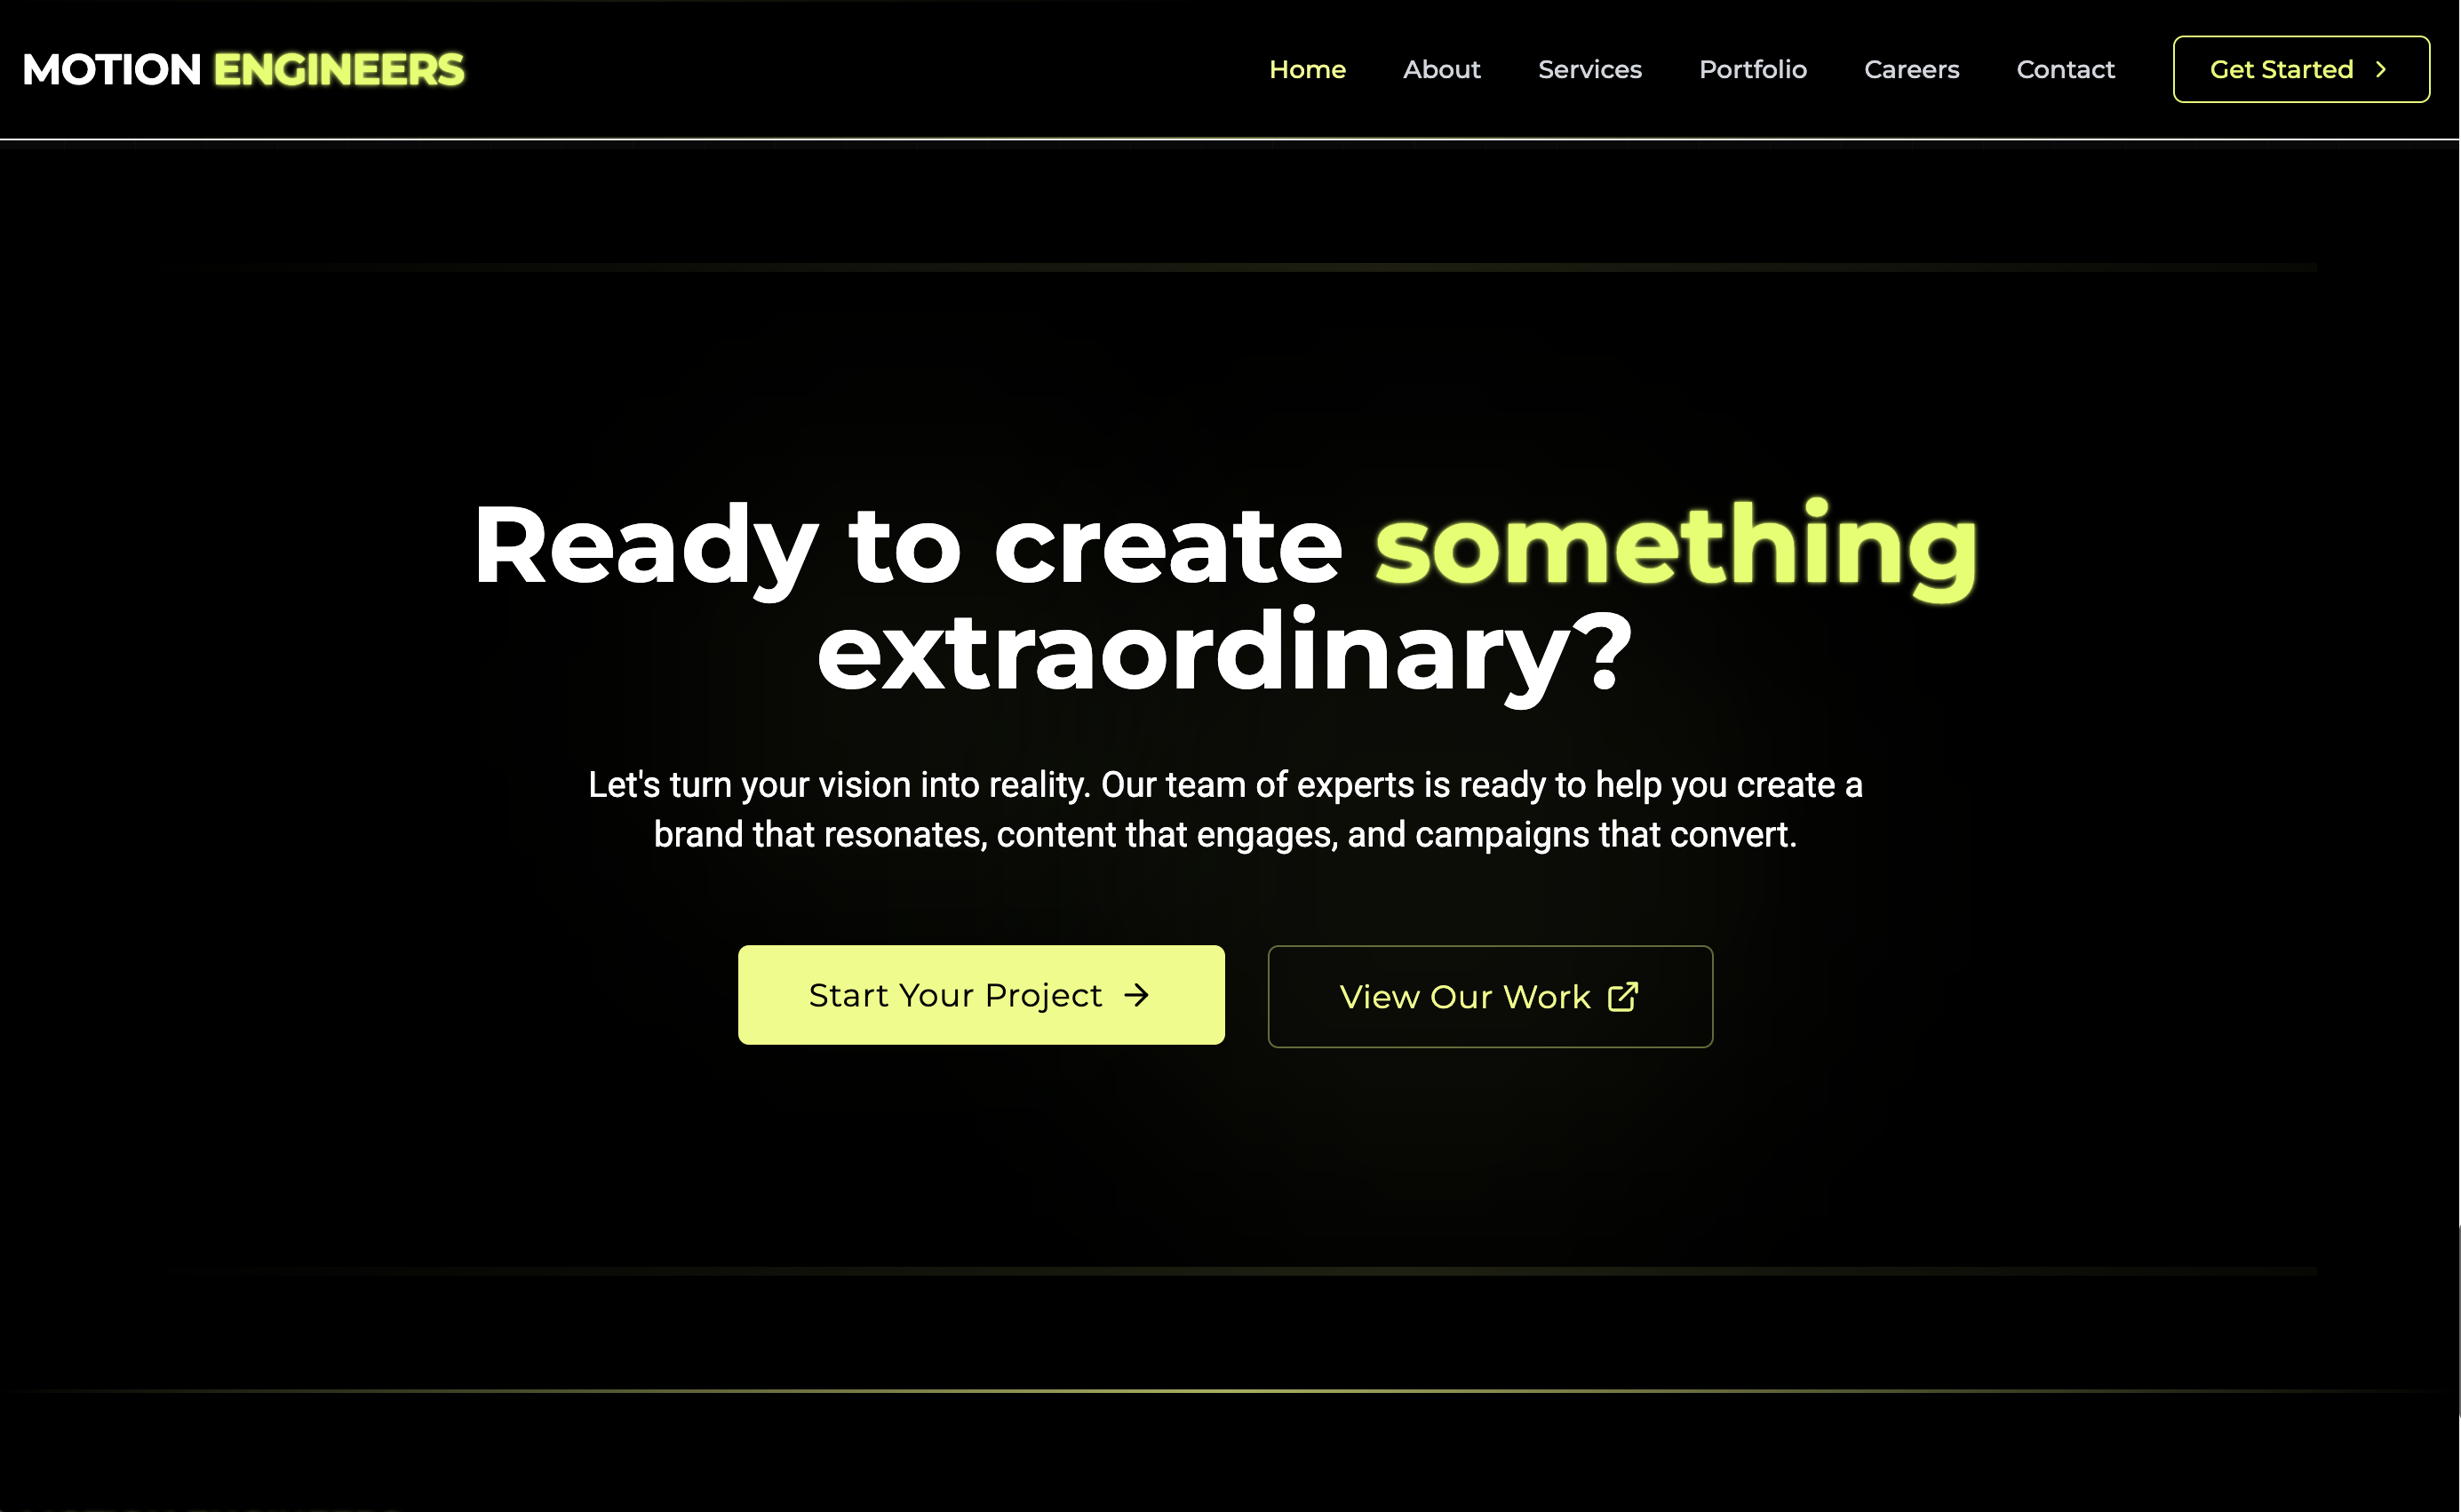 MOTION ENGINEERS
Home
About
Services
Portfolio
Careers
Contact
Get Started
Ready to create something
extraordinary?
Let's turn your vision into reality. Our team of experts is ready to help you create a
brand that resonates, content that engages, and campaigns that convert.
Start Your Project
View Our Work